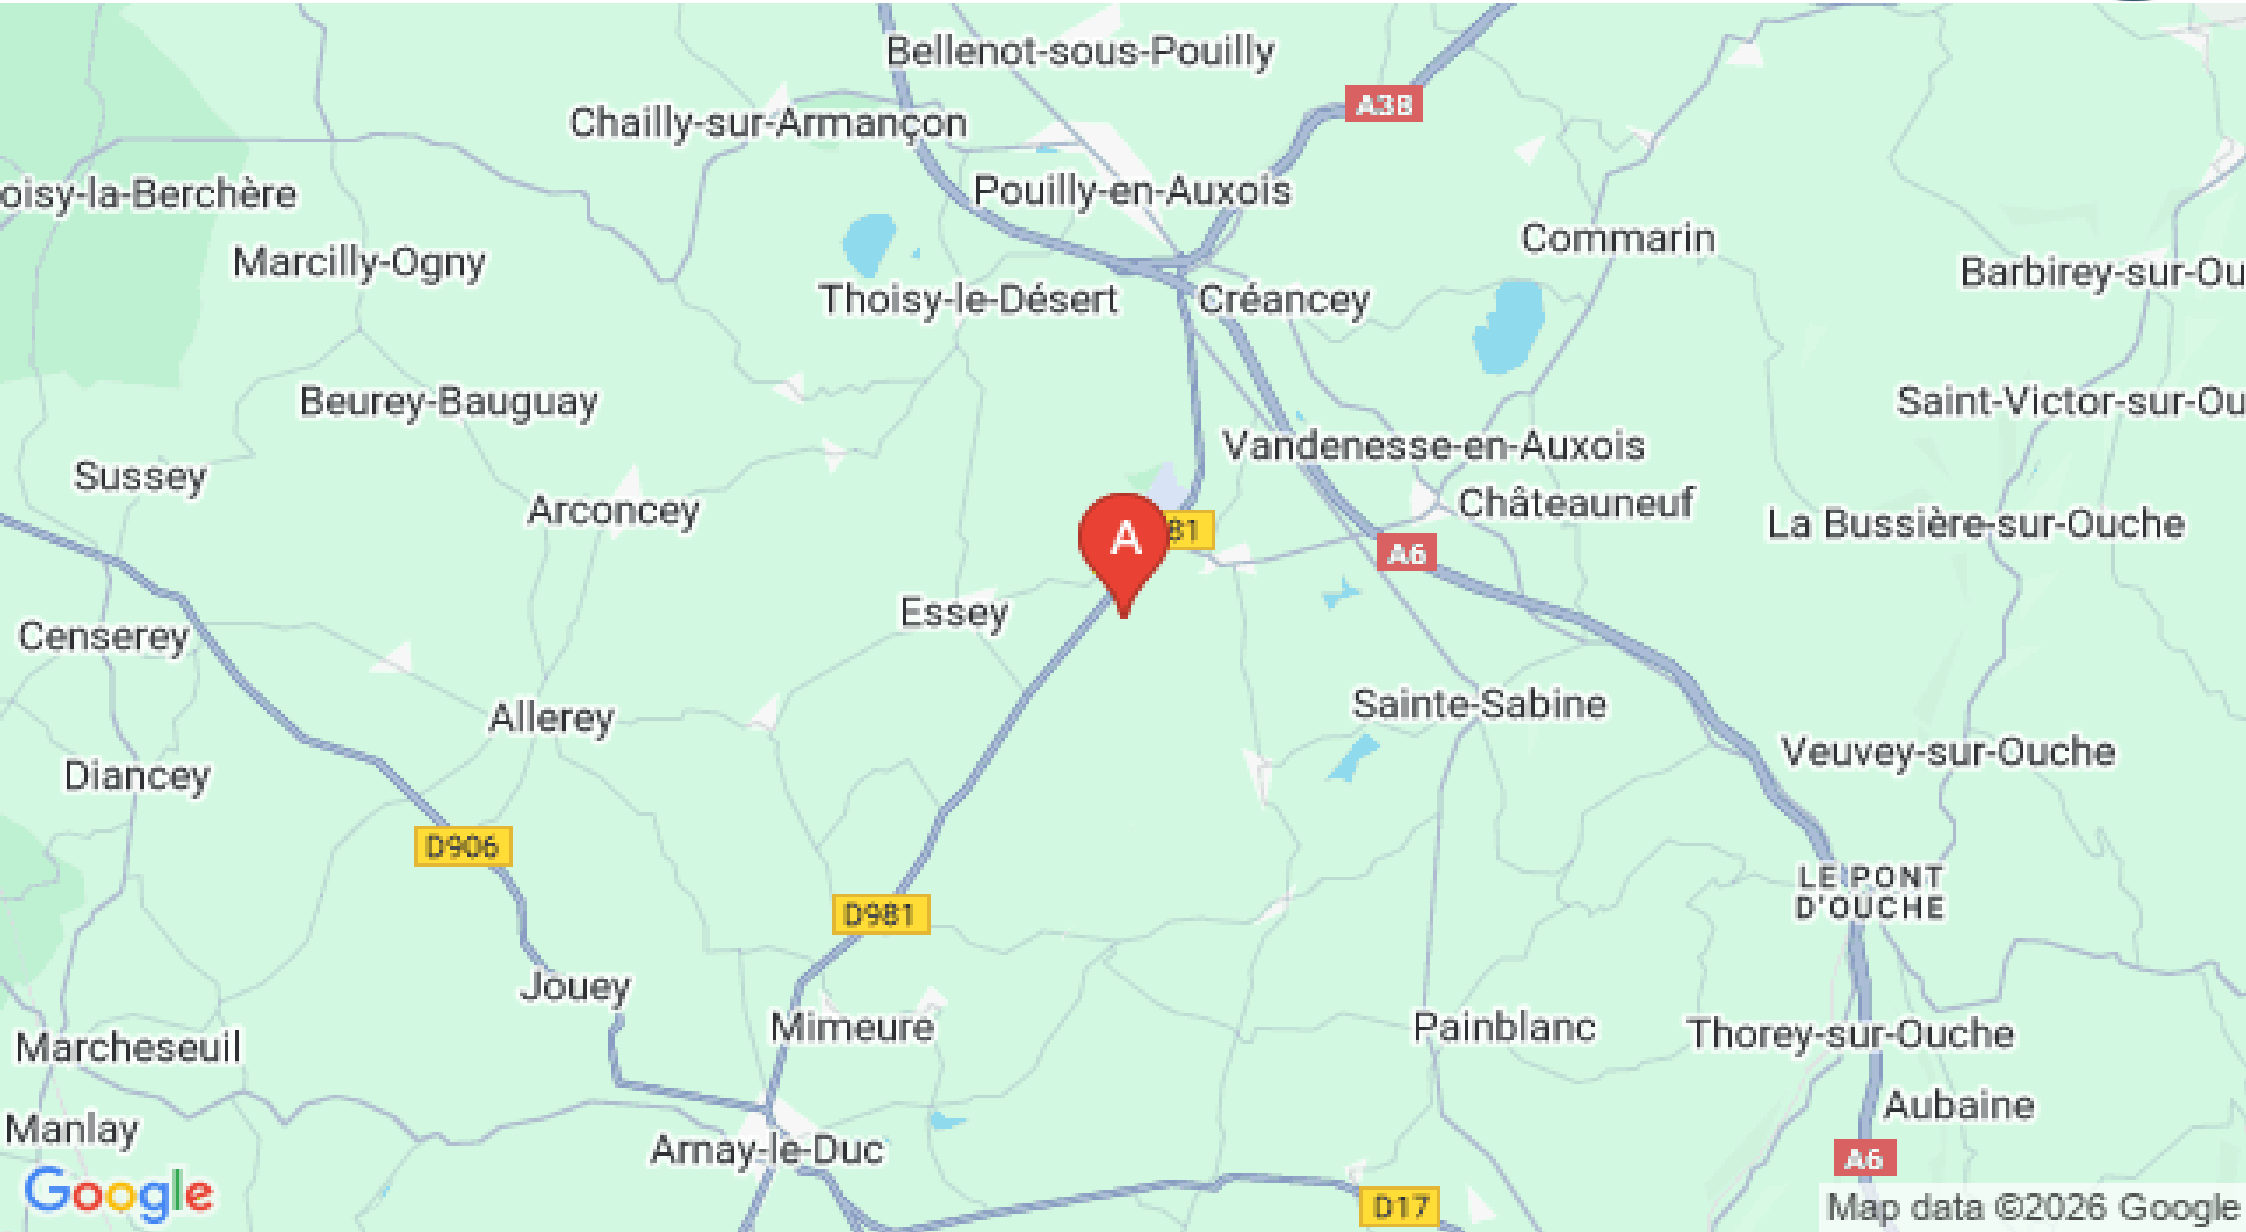 Bellenot-sous-Pouilly
A38
Chailly-sur-Armançon
oisy-la-Berchère
Pouilly-en-Auxois
Commarin
Marcilly-Ogny
Barbirey-sur-Ou
Thoisy-le-Désert
Créancey
Beurey-Bauguay
Saint-Victor-sur-Ou
Vandenesse-en-Auxois
Sussey
Châteauneuf
Arconcey
La Bussière-sur-Ouche
81
A
A6
Essey
Censerey
Sainte-Sabine
Allerey
Veuvey-sur-Ouche
Diancey
D906
LE PONT
D'OUCHE
D981
Jouey
Mimeure
Painblanc
Thorey-sur-Ouche
Marcheseuil
Aubaine
Manlay
Arnay-le-Duc
A6
Google
D17
Map data ©2026 Google